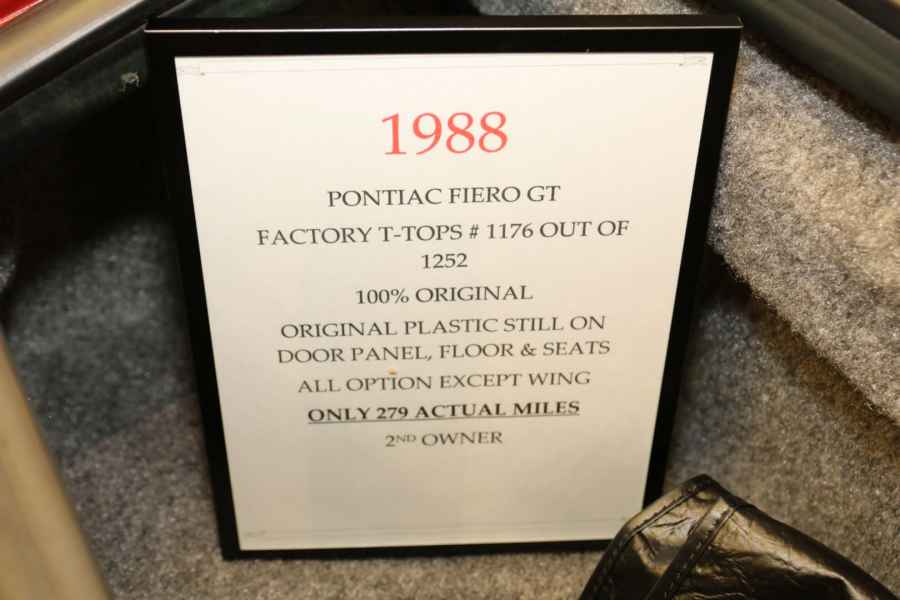 1988
PONTIAC FIERO GT
FACTORY T-TOPS # 1176 OUT OF
1252
100% ORIGINAL
ORIGINAL PLASTIC STILL ON
DOOR PANEL, FLOOR & SEATS
ALL OPTION EXCEPT WING
ONLY 279 ACTUAL MILES
2ND OWNER